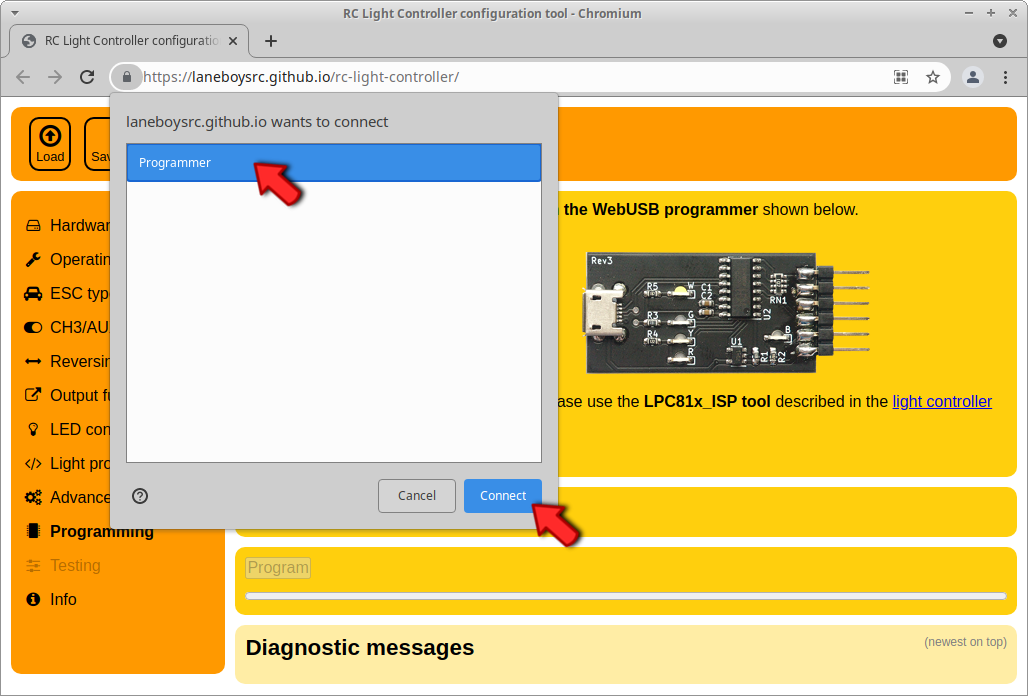 RC Light Controller configuration tool - Chromium
RC Light Controller configuratio
https://laneboysrc.github.io/rc-light-controller/
laneboysrc.github.io wants to connect
Programmer
Cancel
Connect
Load
Sav
Hardwar
Operatin
ESC typ
CH3/AU
Reversin
Output fu
LED con
Light pro
Advance
Programming
Testing
Info
the WebUSB programmer shown below.
Rev3
R5
W
C1
C2
RN1
U2
R3
G
R4
Y
R
U1
R1
R2
B
ase use the LPC81x_ISP tool described in the light controller
Program
Diagnostic messages
(newest on top)